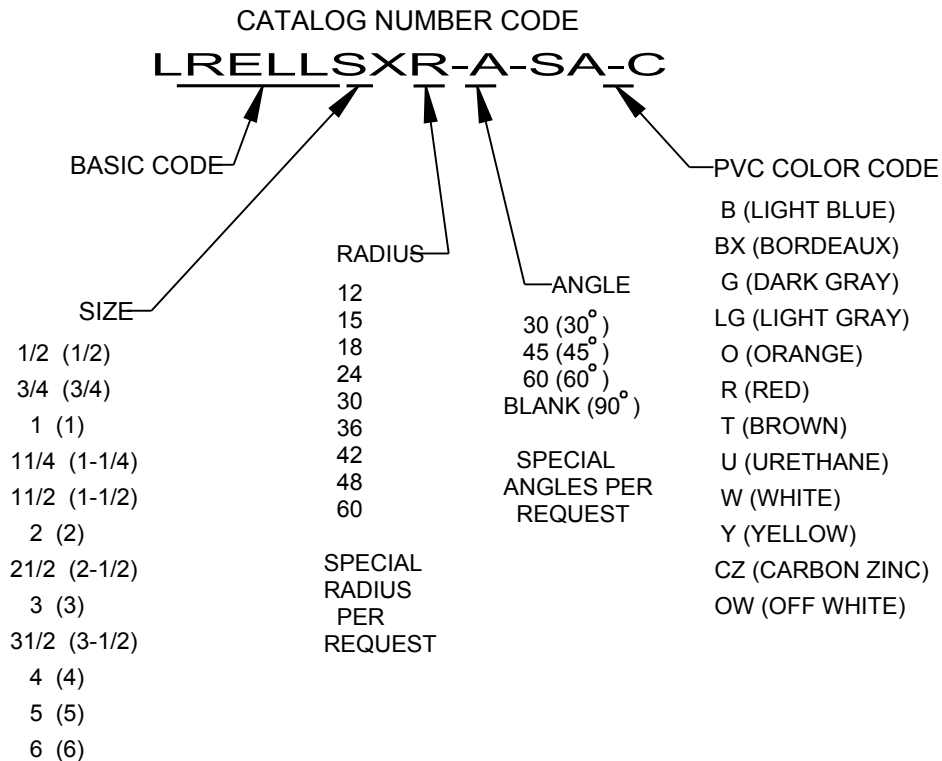 CATALOG NUMBER CODE
LRELLSXR-A-SA-C
BASIC CODE
SIZE
1/2 (1/2)
3/4 (3/4)
1 (1)
11/4 (1-1/4)
11/2 (1-1/2)
2 (2)
21/2 (2-1/2)
3 (3)
31/2 (3-1/2)
4 (4)
5 (5)
6 (6)
RADIUS
12
15
18
24
30
36
42
48
60
SPECIAL
RADIUS
PER
REQUEST
ANGLE
30 (30°)
45 (45°)
60 (60°)
BLANK (90°)
SPECIAL
ANGLES PER
REQUEST
PVC COLOR CODE
B (LIGHT BLUE)
BX (BORDEAUX)
G (DARK GRAY)
LG (LIGHT GRAY)
O (ORANGE)
R (RED)
T (BROWN)
U (URETHANE)
W (WHITE)
Y (YELLOW)
CZ (CARBON ZINC)
OW (OFF WHITE)